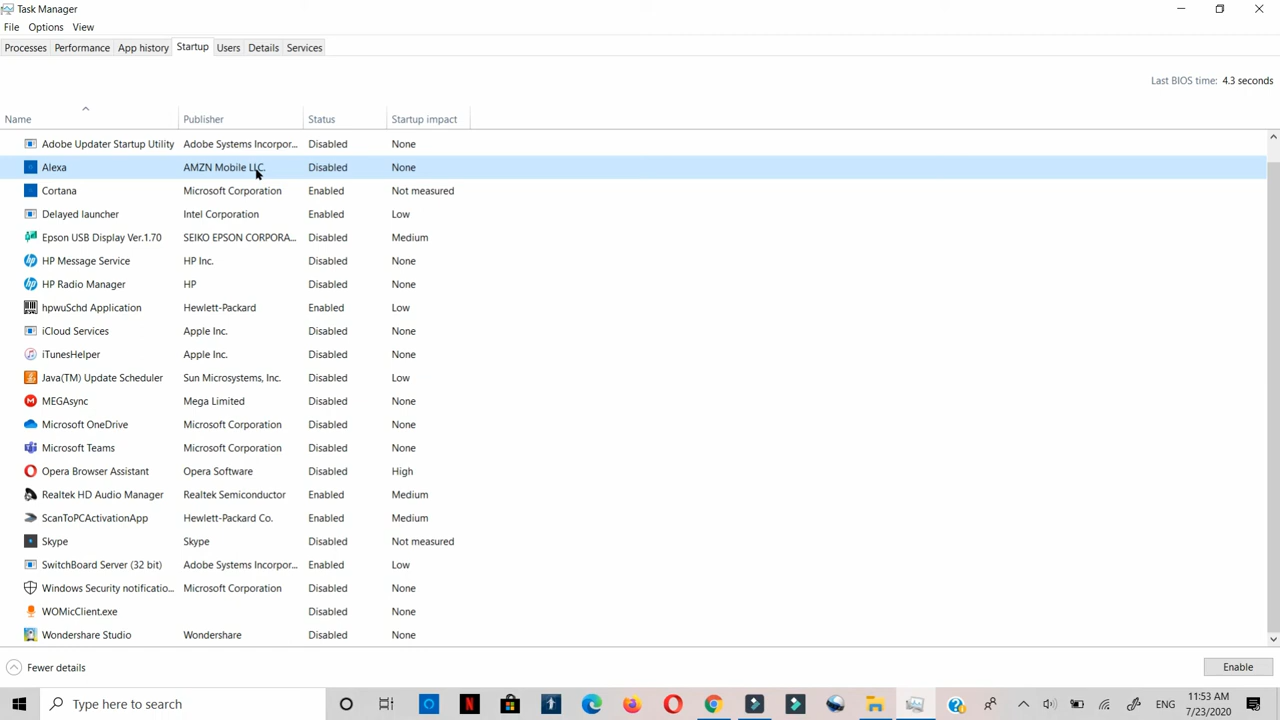 Task Manager
File Options View
Processes Performance App history Startup Users Details Services
Last BIOS time: 4.3 seconds
Name Publisher Status Startup impact
Adobe Updater Startup Utility Adobe Systems Incorpor... Disabled None
Alexa AMZN Mobile LLC. Disabled None
Cortana Microsoft Corporation Enabled Not measured
Delayed launcher Intel Corporation Enabled Low
Epson USB Display Ver.1.70 SEIKO EPSON CORPORA... Disabled Medium
HP Message Service HP Inc. Disabled None
HP Radio Manager HP Disabled None
hpwuSchd Application Hewlett-Packard Enabled Low
iCloud Services Apple Inc. Disabled None
iTunesHelper Apple Inc. Disabled None
Java(TM) Update Scheduler Sun Microsystems, Inc. Disabled Low
MEGAsync Mega Limited Disabled None
Microsoft OneDrive Microsoft Corporation Disabled None
Microsoft Teams Microsoft Corporation Disabled None
Opera Browser Assistant Opera Software Disabled High
Realtek HD Audio Manager Realtek Semiconductor Enabled Medium
ScanToPCActivationApp Hewlett-Packard Co. Enabled Medium
Skype Skype Disabled Not measured
SwitchBoard Server (32 bit) Adobe Systems Incorpor... Enabled Low
Windows Security notificatio... Microsoft Corporation Disabled None
WOMicClient.exe Disabled None
Wondershare Studio Wondershare Disabled None
Fewer details Enable
Type here to search ENG 11:53 AM
7/23/2020